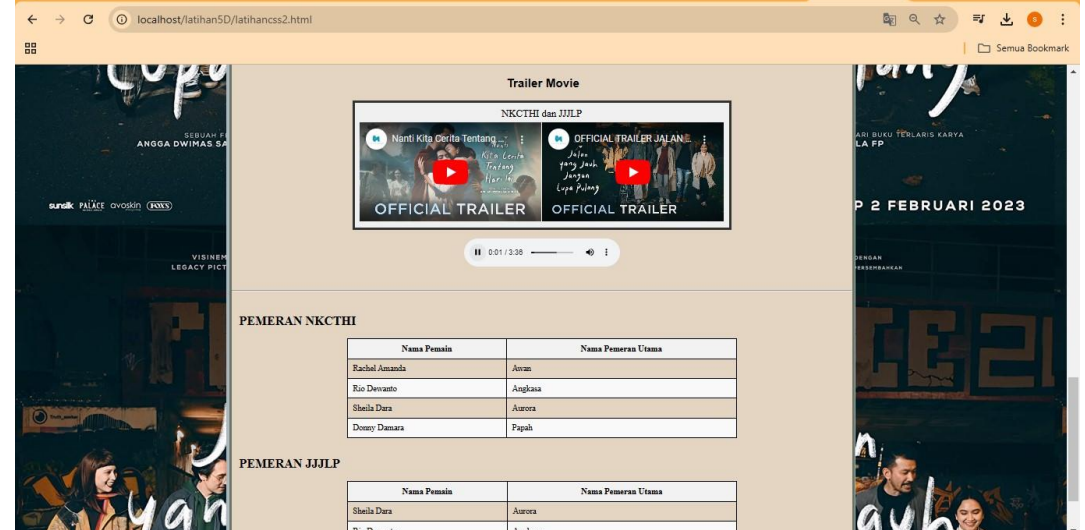 localhost/latihan5D/latihancss2.html
Semua Bookmark
Lupa
SEBUAH
ANGGA DWIMAS
sunsilk PALACE avoskin
VISINEM
LEGACY PICT
Trailer Movie
NKCTHI dan JJJLP
Nanti Kita Cerita Tentang ...
Kita Cerita
Tentang
Hari Ini
OFFICIAL TRAILER
OFFICIAL TRAILER JALAN ...
Jalan
yang Jauh
Jangan
Lupa Pulang
OFFICIAL TRAILER
0:01 / 3:38
PEMERAN NKCTHI
Nama Pemain Nama Pemeran Utama
Rachel Amanda Awan
Rio Dewanto Angkasa
Sheila Dara Aurora
Donny Damara Papah
PEMERAN JJJLP
Nama Pemain Nama Pemeran Utama
Sheila Dara Aurora
ARI BUKU TERLARIS KARYA
LA FP
P 2 FEBRUARI 2023
DENGAN
PERSEMBAHKAN